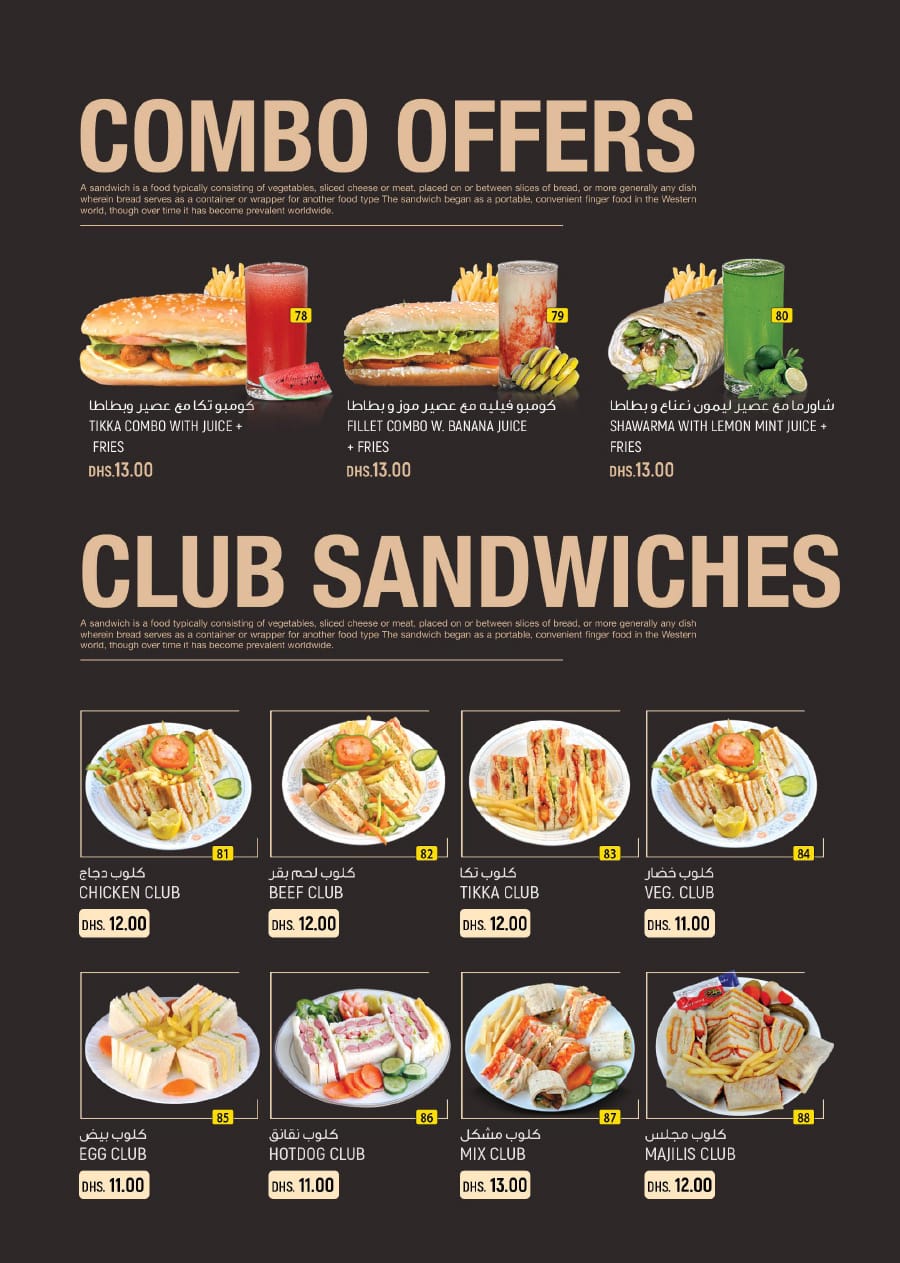 COMBO OFFERS
A sandwich is a food typically consisting of vegetables, sliced cheese or meat, placed on or between slices of bread, or more generally any dish
wherein bread serves as a container or wrapper for another food type The sandwich began as a portable, convenient finger food in the Western
world, though over time it has become prevalent worldwide.
78
كومبو تكا مع عصير وبطاطا
TIKKA COMBO WITH JUICE +
FRIES
DHS.13.00
79
كومبو فيليه مع عصير موز و بطاطا
FILLET COMBO W. BANANA JUICE
+ FRIES
DHS.13.00
80
شاورما مع عصير ليمون نعناع و بطاطا
SHAWARMA WITH LEMON MINT JUICE +
FRIES
DHS.13.00
CLUB SANDWICHES
A sandwich is a food typically consisting of vegetables, sliced cheese or meat, placed on or between slices of bread, or more generally any dish
wherein bread serves as a container or wrapper for another food type The sandwich began as a portable, convenient finger food in the Western
world, though over time it has become prevalent worldwide.
81
كلوب دجاج
CHICKEN CLUB
DHS. 12.00
82
كلوب لحم بقر
BEEF CLUB
DHS. 12.00
83
كلوب تكا
TIKKA CLUB
DHS. 12.00
84
كلوب خضار
VEG. CLUB
DHS. 11.00
85
كلوب بيض
EGG CLUB
DHS. 11.00
86
كلوب نقانق
HOTDOG CLUB
DHS. 11.00
87
كلوب مشكل
MIX CLUB
DHS. 13.00
88
كلوب مجلس
MAJILIS CLUB
DHS. 12.00